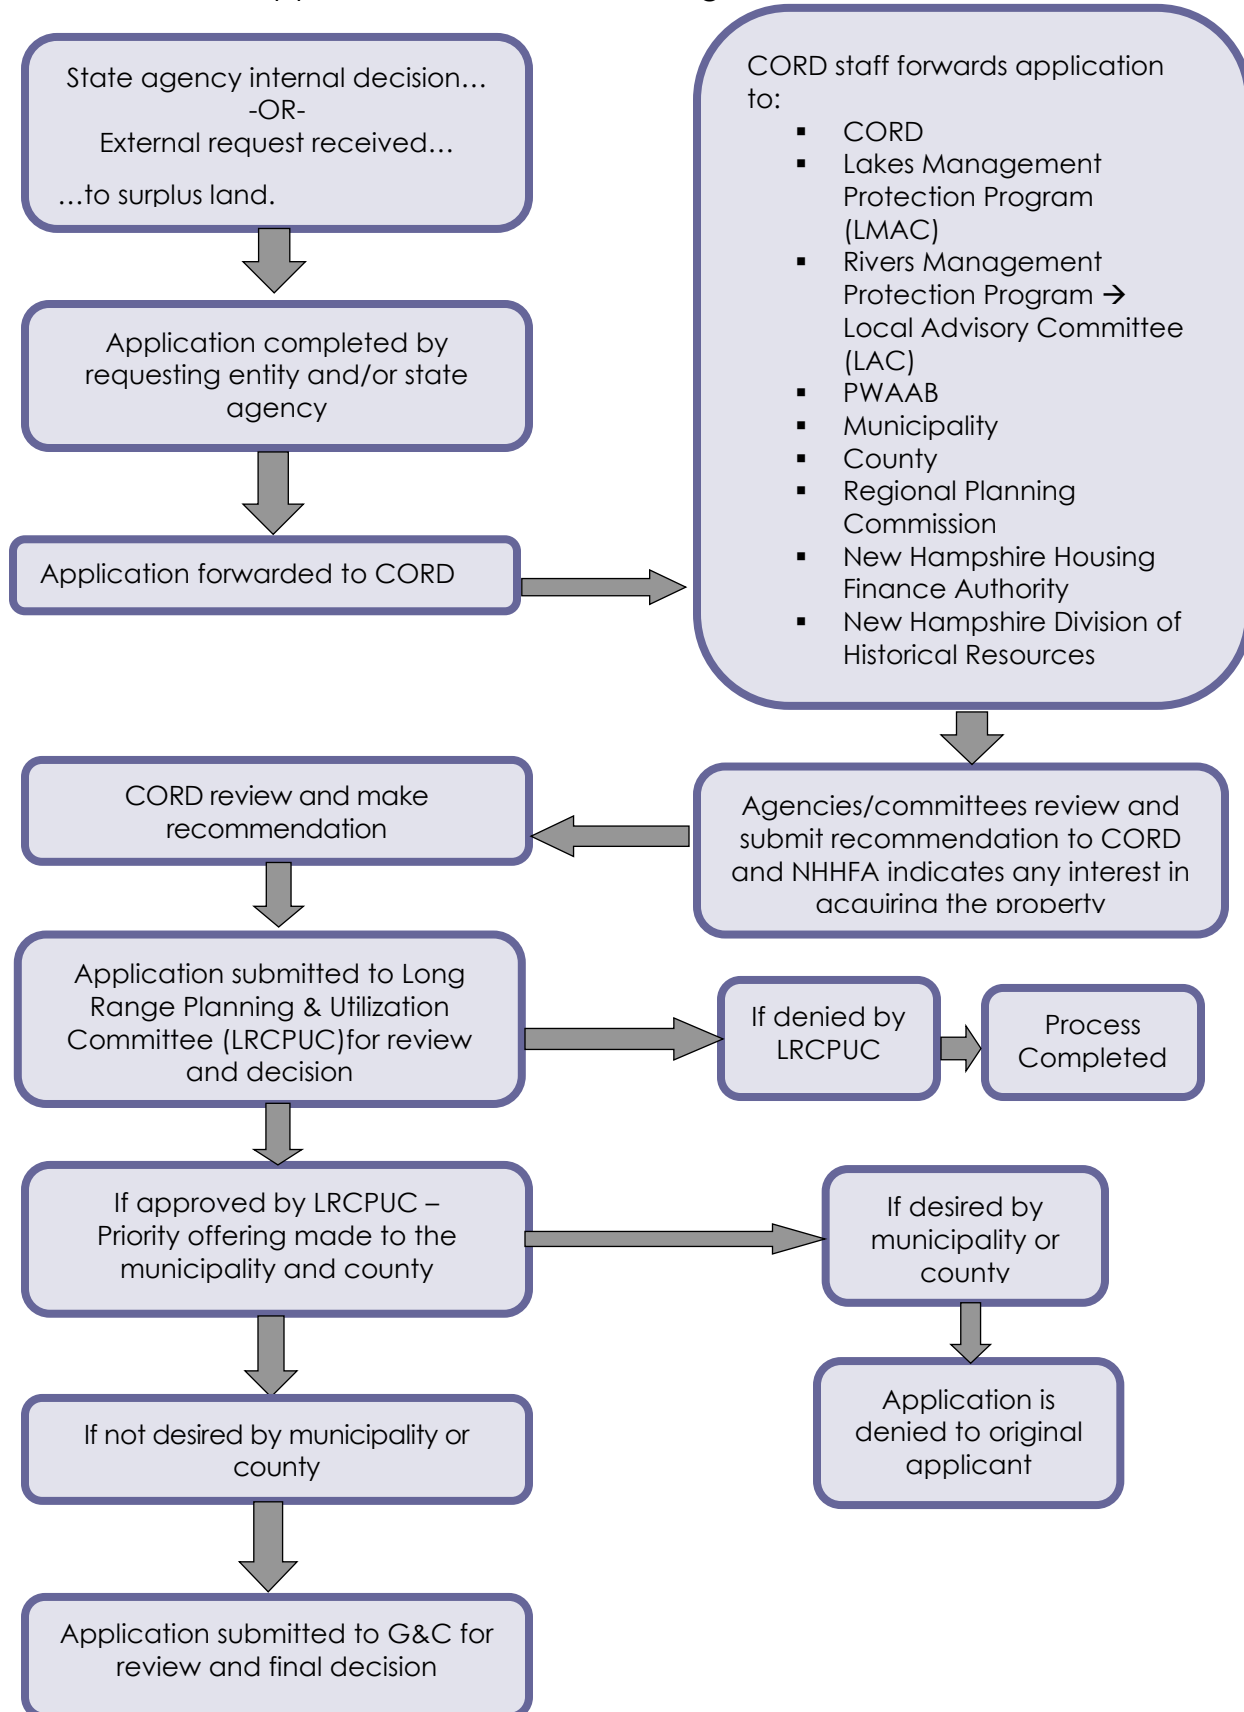 State agency internal decision…
-OR-
External request received…
…to surplus land.
Application completed by
requesting entity and/or state
agency
Application forwarded to CORD
CORD staff forwards application
to:
▪ CORD
▪ Lakes Management
Protection Program
(LMAC)
▪ Rivers Management
Protection Program →
Local Advisory Committee
(LAC)
▪ PWAAB
▪ Municipality
▪ County
▪ Regional Planning
Commission
▪ New Hampshire Housing
Finance Authority
▪ New Hampshire Division of
Historical Resources
Agencies/committees review and
submit recommendation to CORD
and NHHFA indicates any interest in
acquiring the property
CORD review and make
recommendation
Application submitted to Long
Range Planning & Utilization
Committee (LRCPUC)for review
and decision
If denied by
LRCPUC
Process
Completed
If approved by LRCPUC –
Priority offering made to the
municipality and county
If desired by
municipality or
county
Application is
denied to original
applicant
If not desired by municipality or
county
Application submitted to G&C for
review and final decision